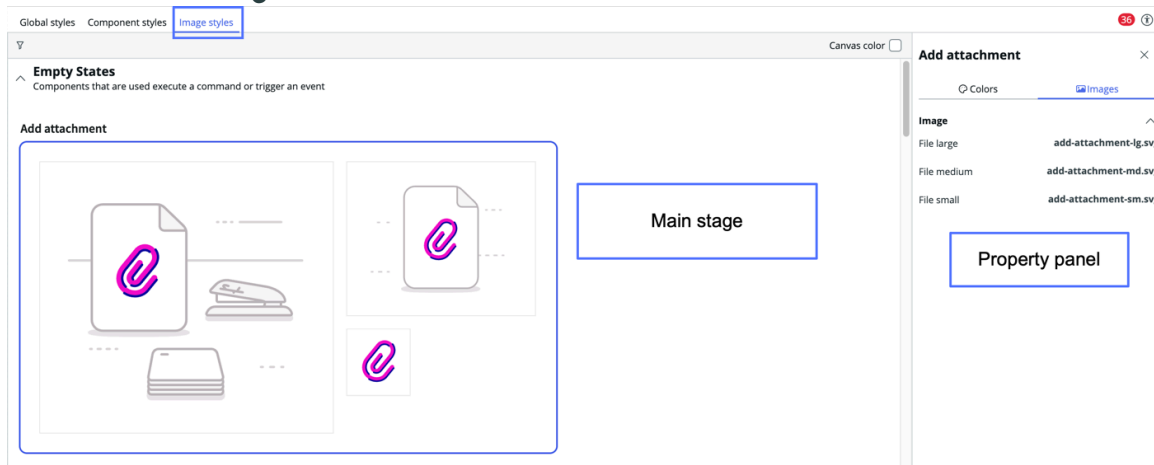 Global styles Component styles Image styles
36
Canvas color
Empty States
Components that are used execute a command or trigger an event
Add attachment
Main stage
Add attachment
Colors Images
Image
File large add-attachment-lg.sv
File medium add-attachment-md.sv
File small add-attachment-sm.sv
Property panel